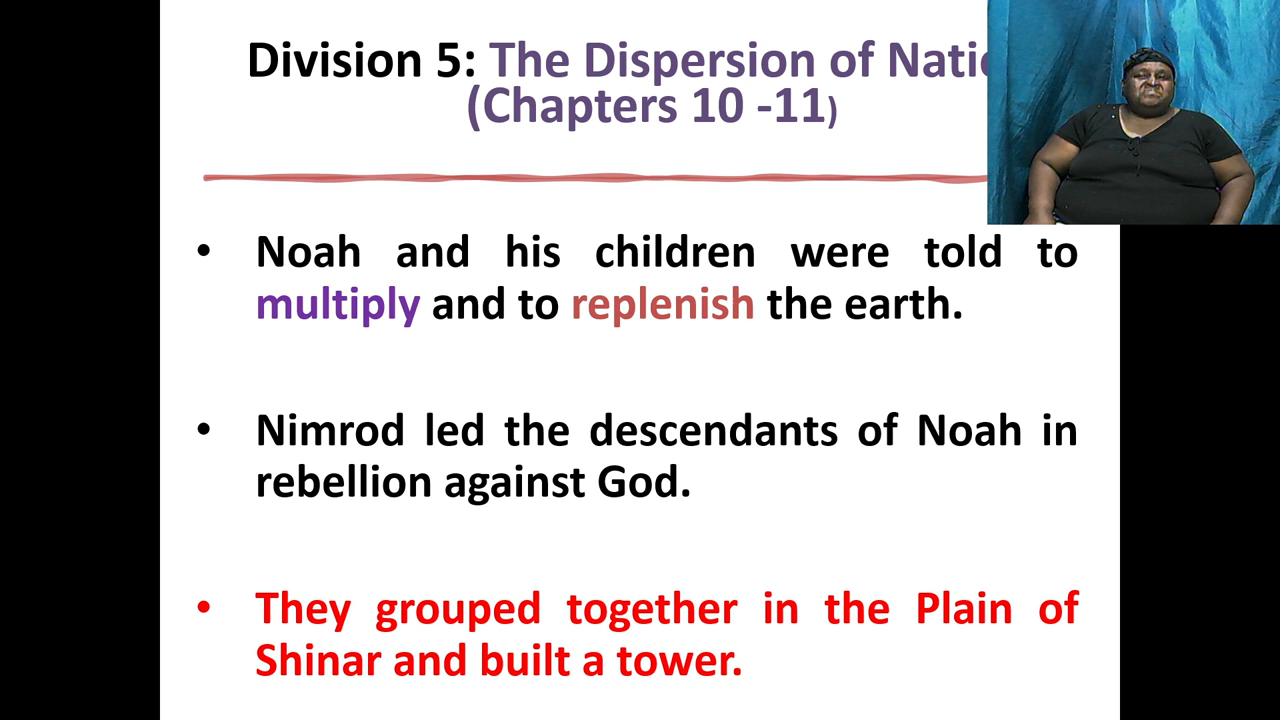 Division 5: The Dispersion of
(Chapters 10 -11)
• Noah and his children were told to
multiply and to replenish the earth.
• Nimrod led the descendants of Noah in
rebellion against God.
• They grouped together in the Plain of
Shinar and built a tower.